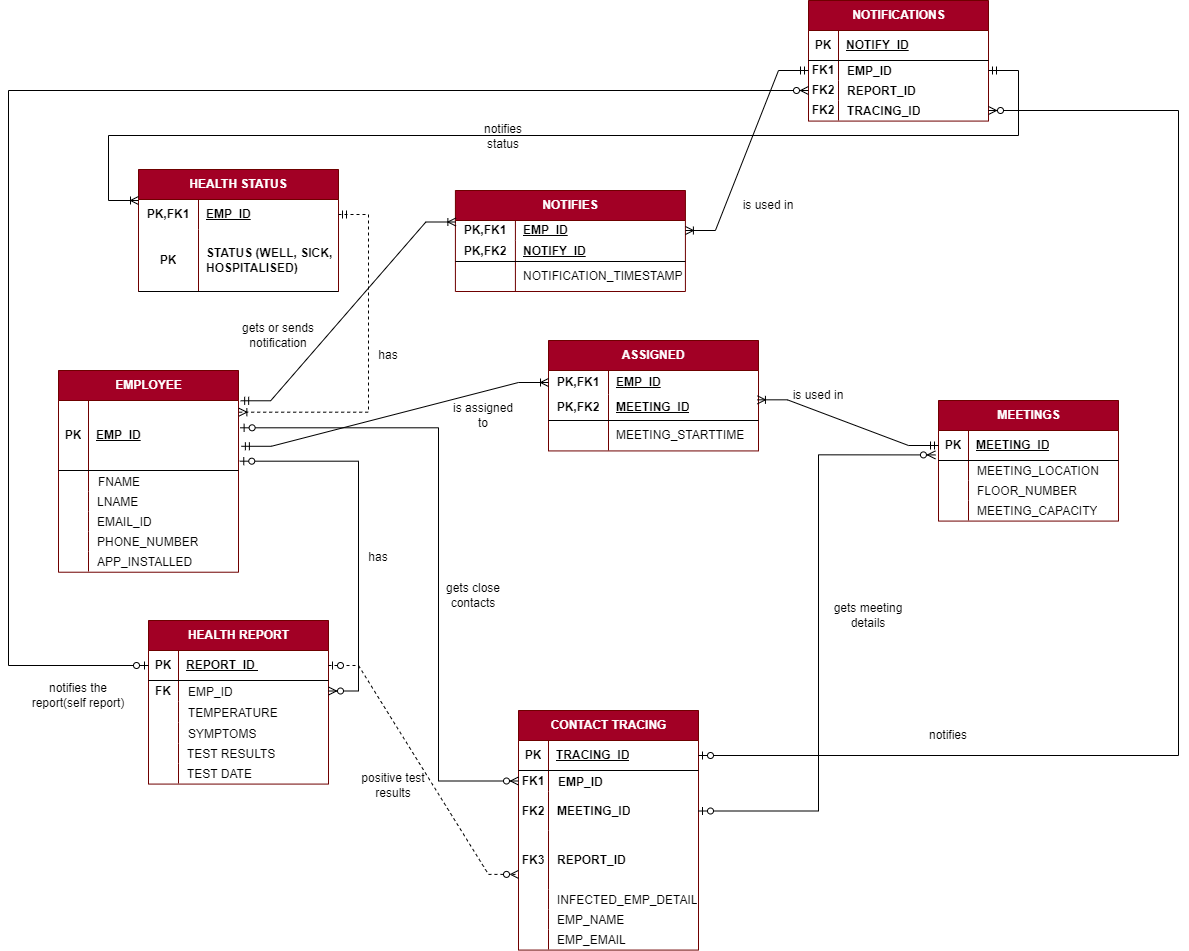 NOTIFICATIONS
PK NOTIFY_ID
FK1 EMP_ID
FK2 REPORT_ID
FK2 TRACING_ID
notifies
status
HEALTH STATUS
PK,FK1 EMP_ID
PK STATUS (WELL, SICK,
HOSPITALISED)
NOTIFIES
PK,FK1 EMP_ID
PK,FK2 NOTIFY_ID
NOTIFICATION_TIMESTAMP
is used in
gets or sends
notification
has
EMPLOYEE
PK EMP_ID
FNAME
LNAME
EMAIL_ID
PHONE_NUMBER
APP_INSTALLED
ASSIGNED
PK,FK1 EMP_ID
PK,FK2 MEETING_ID
MEETING_STARTTIME
is assigned
to
is used in
MEETINGS
PK MEETING_ID
MEETING_LOCATION
FLOOR_NUMBER
MEETING_CAPACITY
has
gets close
contacts
gets meeting
details
HEALTH REPORT
PK REPORT_ID
FK EMP_ID
TEMPERATURE
SYMPTOMS
TEST RESULTS
TEST DATE
notifies the
report(self report)
positive test
results
CONTACT TRACING
PK TRACING_ID
FK1 EMP_ID
FK2 MEETING_ID
FK3 REPORT_ID
INFECTED_EMP_DETAIL
EMP_NAME
EMP_EMAIL
notifies